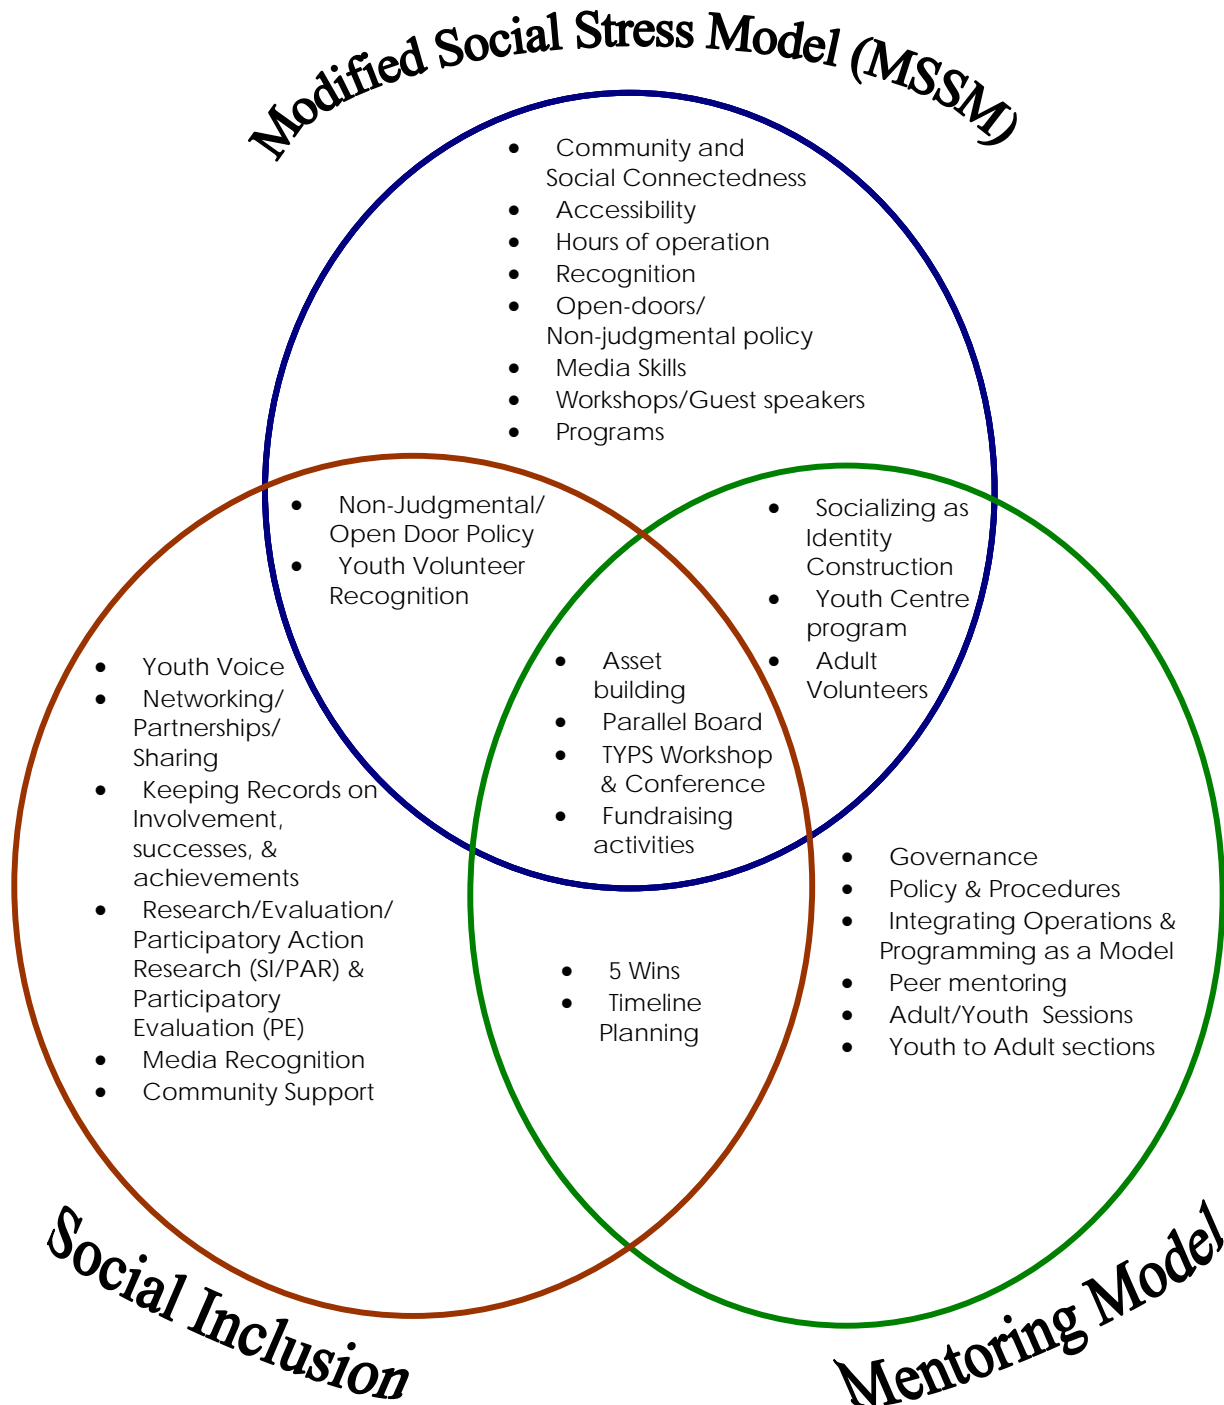 Modified Social Stress Model (MSSM)
• Community and
Social Connectedness
• Accessibility
• Hours of operation
• Recognition
• Open-doors/
Non-judgmental policy
• Media Skills
• Workshops/Guest speakers
• Programs
• Non-Judgmental/
Open Door Policy
• Youth Volunteer
Recognition
• Socializing as
Identity
Construction
• Youth Centre
program
• Adult
Volunteers
• Asset
building
• Parallel Board
• TYPS Workshop
& Conference
• Fundraising
activities
• Youth Voice
• Networking/
Partnerships/
Sharing
• Keeping Records on
Involvement,
successes, &
achievements
• Research/Evaluation/
Participatory Action
Research (SI/PAR) &
Participatory
Evaluation (PE)
• Media Recognition
• Community Support
• 5 Wins
• Timeline
Planning
• Governance
• Policy & Procedures
• Integrating Operations &
Programming as a Model
• Peer mentoring
• Adult/Youth  Sessions
• Youth to Adult sections
Social Inclusion
Mentoring Model